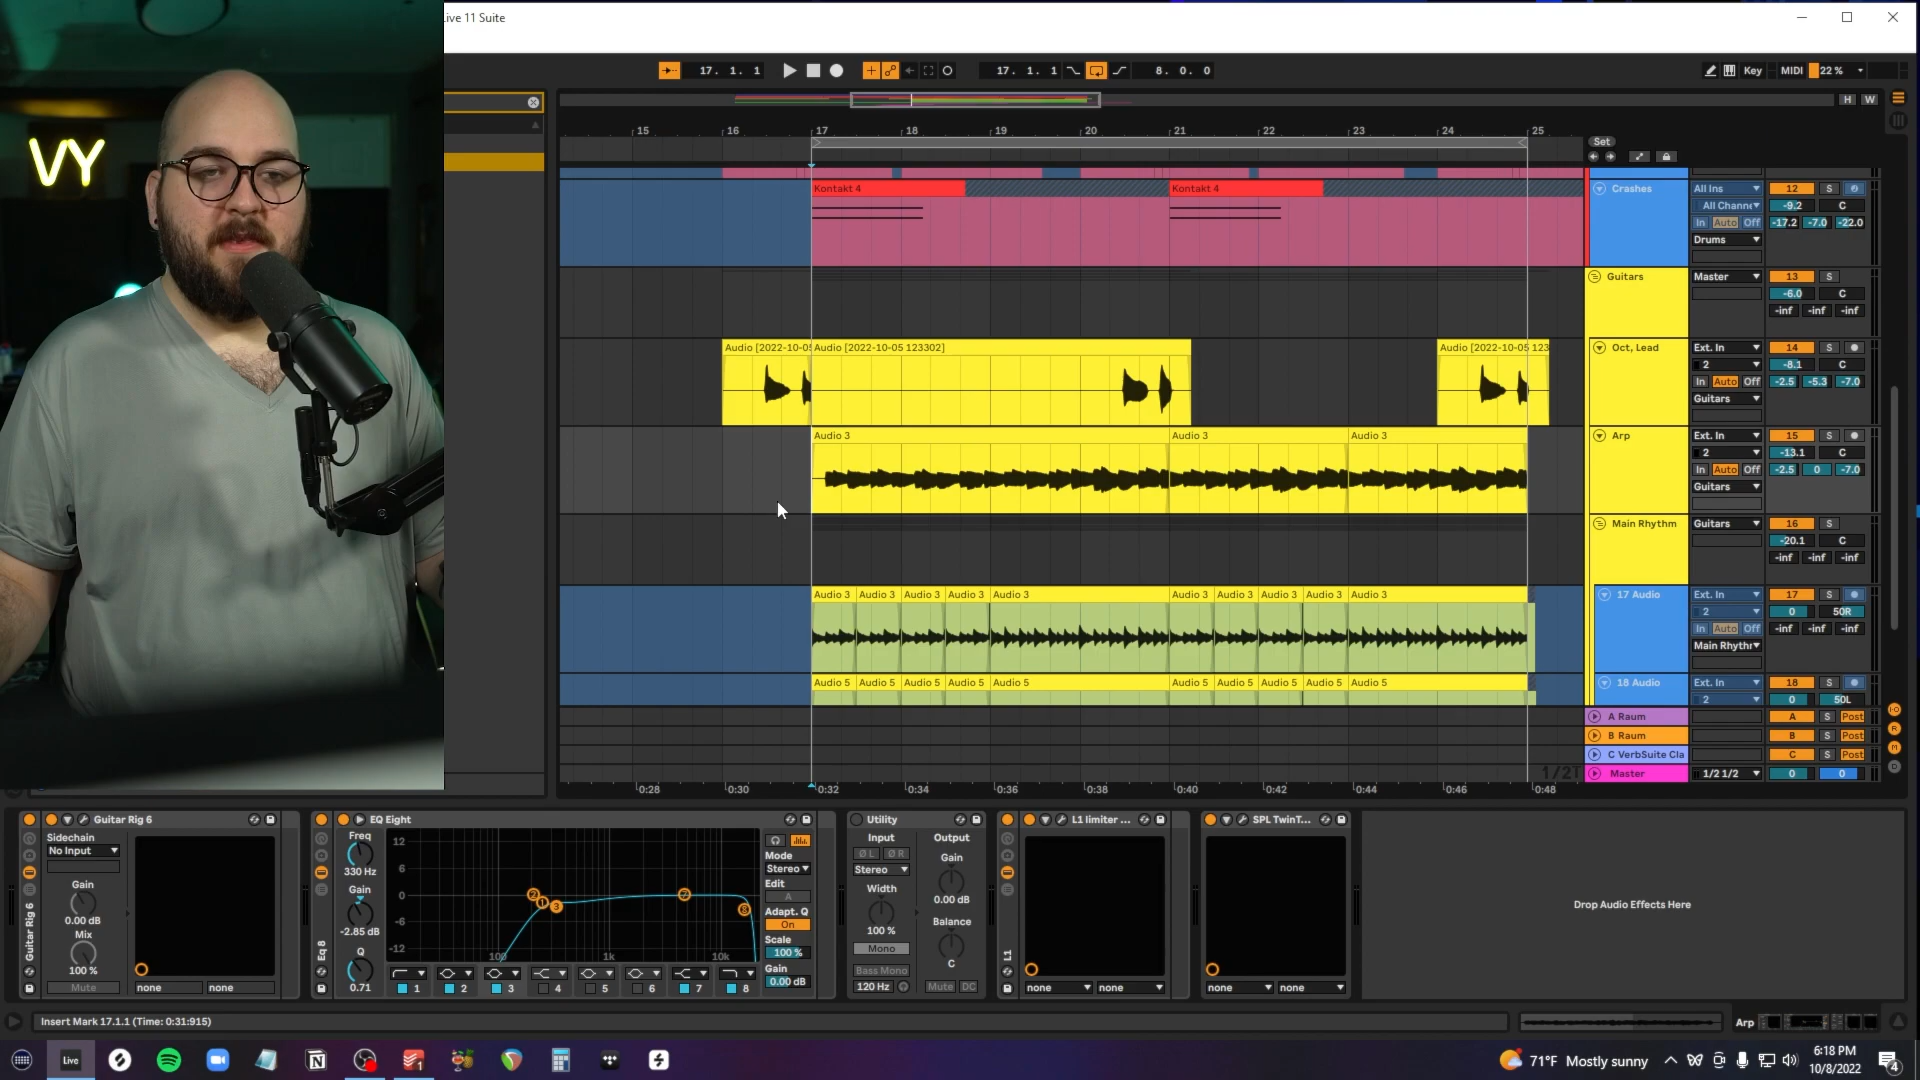 Live 11 Suite
17. 1. 1
17. 1. 1
8. 0. 0
Key
MIDI
22 %
VY
H W
15 16 17 18 19 20 21 22 23 24 25
Set
Kontakt 4
Kontakt 4
Crashes
All Ins
12
S
All Channe
-9.2
C
In Auto Off
-17.2 -7.0 -22.0
Drums
Guitars
Master
13
S
-6.0
C
-inf -inf -inf
Audio [2022-10-05
Audio [2022-10-05 123302]
Audio [2022-10-05 123
Oct, Lead
Ext. In
14
S
2
-8.1
C
In Auto Off
-2.5 -5.3 -7.0
Guitars
Audio 3
Audio 3
Audio 3
Arp
Ext. In
15
S
2
-13.1
C
In Auto Off
-2.5 0 -7.0
Guitars
Main Rhythm
Guitars
16
S
-20.1
C
-inf -inf -inf
Audio 3 Audio 3 Audio 3 Audio 3 Audio 3 Audio 3 Audio 3 Audio 3 Audio 3 Audio 3
17 Audio
Ext. In
17
S
2
0
50R
In Auto Off
-inf -inf -inf
Main Rhythr
Audio 5 Audio 5 Audio 5 Audio 5 Audio 5 Audio 5 Audio 5 Audio 5 Audio 5 Audio 5
18 Audio
Ext. In
18
S
2
0
50L
A Raum
A S Post
B Raum
B S Post
C VerbSuite Cla
C S Post
1/2T
Master
1/2 1/2
0 0
0:28 0:30 0:32 0:34 0:36 0:38 0:40 0:42 0:44 0:46 0:48
Guitar Rig 6
Sidechain
No Input
Gain
0.00 dB
Mix
100 %
Mute
none none
Guitar Rig 6
EQ Eight
Freq
330 Hz
Gain
-2.85 dB
Q
0.71
Eq 8
12
6
0
-6
-12
100 1k 10k
1 2 3 4 5 6 7 8
Mode
Stereo
Edit
A
Adapt. Q
On
Scale
100 %
Gain
0.00 dB
Utility
Input
Output
Ø L Ø R
Gain
Stereo
0.00 dB
Width
100 %
Balance
C
Mono
Bass Mono
120 Hz
Mute DC
L1
L1 limiter ...
none none
SPL TwinT...
none none
Drop Audio Effects Here
Insert Mark 17.1.1 (Time: 0:31:915)
Arp
Live
71°F Mostly sunny
6:18 PM
10/8/2022
4